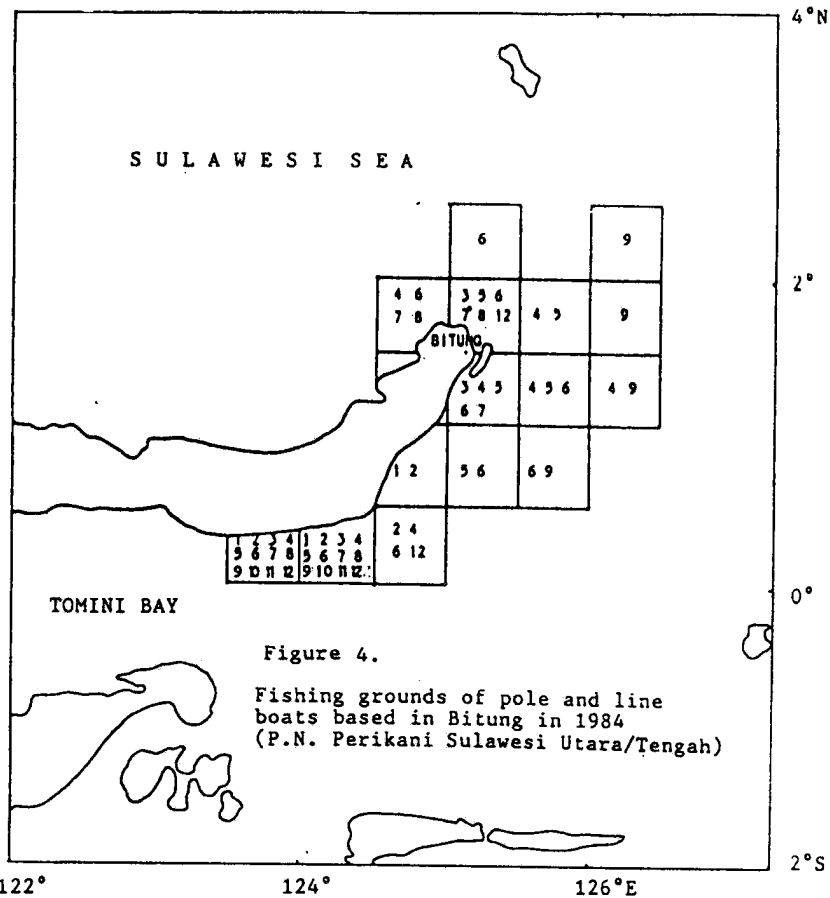 4°N
SULAWESI SEA
6
9
4 6
7 8
3 5 6
7 8 12
4 5
9
2°
BITUNG
3 4 5
6 7
4 5 6
4 9
1 2
5 6
6 9
2 4
6 12
1 2 3 4
5 6 7 8
9 10 11 12
1 2 3 4
5 6 7 8
9 10 11 12
0°
TOMINI BAY
Figure 4.
Fishing grounds of pole and line
boats based in Bitung in 1984
(P.N. Perikani Sulawesi Utara/Tengah)
2°S
122°
124°
126°E